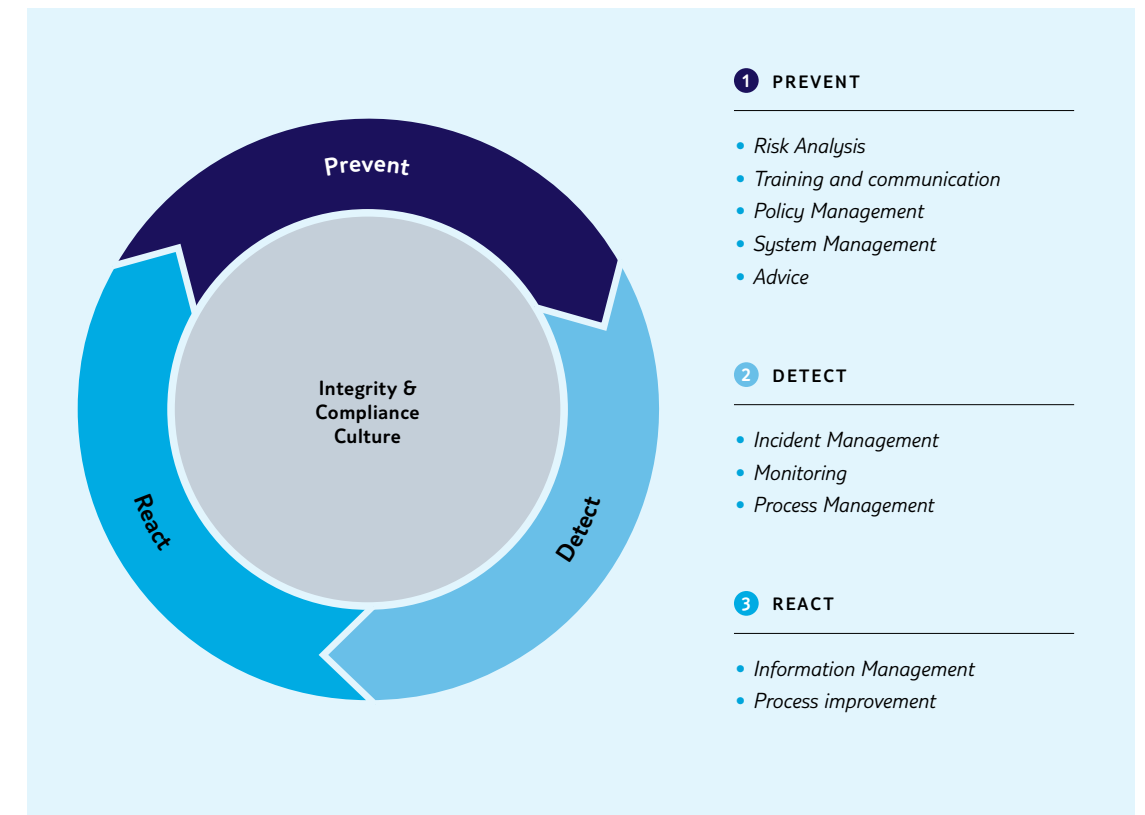 Prevent
Integrity &
Compliance
Culture
React
Detect
1 PREVENT
• Risk Analysis
• Training and communication
• Policy Management
• System Management
• Advice
2 DETECT
• Incident Management
• Monitoring
• Process Management
3 REACT
• Information Management
• Process improvement